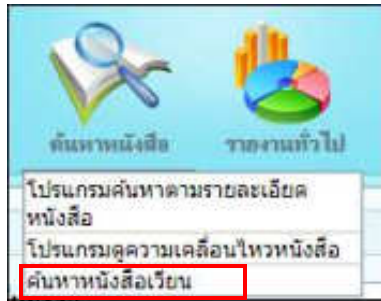 ค้นหาหนังสือ รายงานทั่วไป
โปรแกรมค้นหาตามรายละเอียด
หนังสือ
โปรแกรมดูความเคลื่อนไหวหนังสือ
ค้นหาหนังสือเวียน